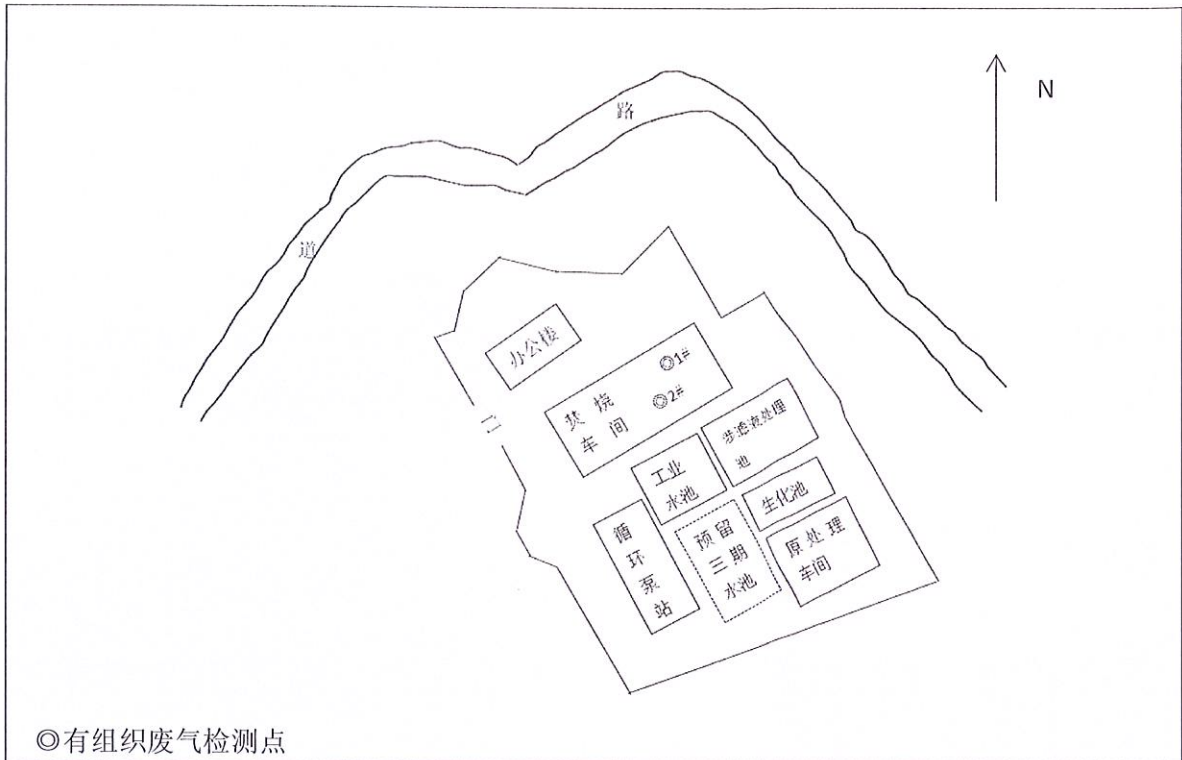 路
N
道
办公楼
◎1#
◎2#
焚烧
车间
渗滤液处理
池
工业
水池
生化池
循
环
泵
站
预留
三期
水池
原处理
车间
◎有组织废气检测点